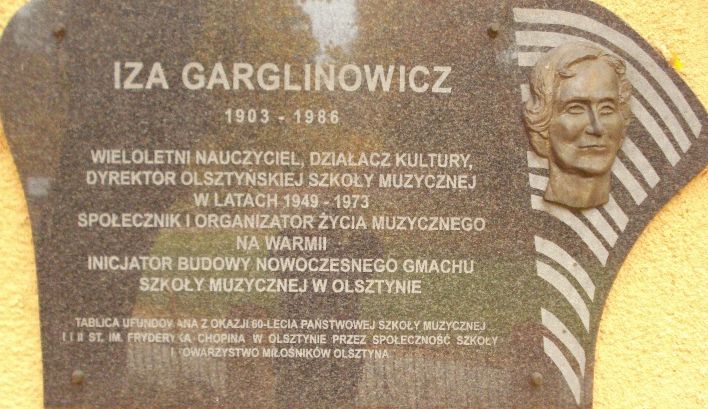 IZA GARGLINOWICZ
1903 - 1986
WIELOLETNI NAUCZYCIEL, DZIAŁACZ KULTURY,
DYREKTOR OLSZTYŃSKIEJ SZKOŁY MUZYCZNEJ
W LATACH 1949 - 1973
SPOŁECZNIK I ORGANIZATOR ŻYCIA MUZYCZNEGO
NA WARMII
INICJATOR BUDOWY NOWOCZESNEGO GMACHU
SZKOŁY MUZYCZNEJ W OLSZTYNIE
TABLICA UFUNDOWANA Z OKAZJI 60-LECIA PAŃSTWOWEJ SZKOŁY MUZYCZNEJ
I I II ST. IM. FRYDERYKA CHOPINA W OLSZTYNIE PRZEZ SPOŁECZNOŚĆ SZKOŁY
I TOWARZYSTWO MIŁOŚNIKÓW OLSZTYNA